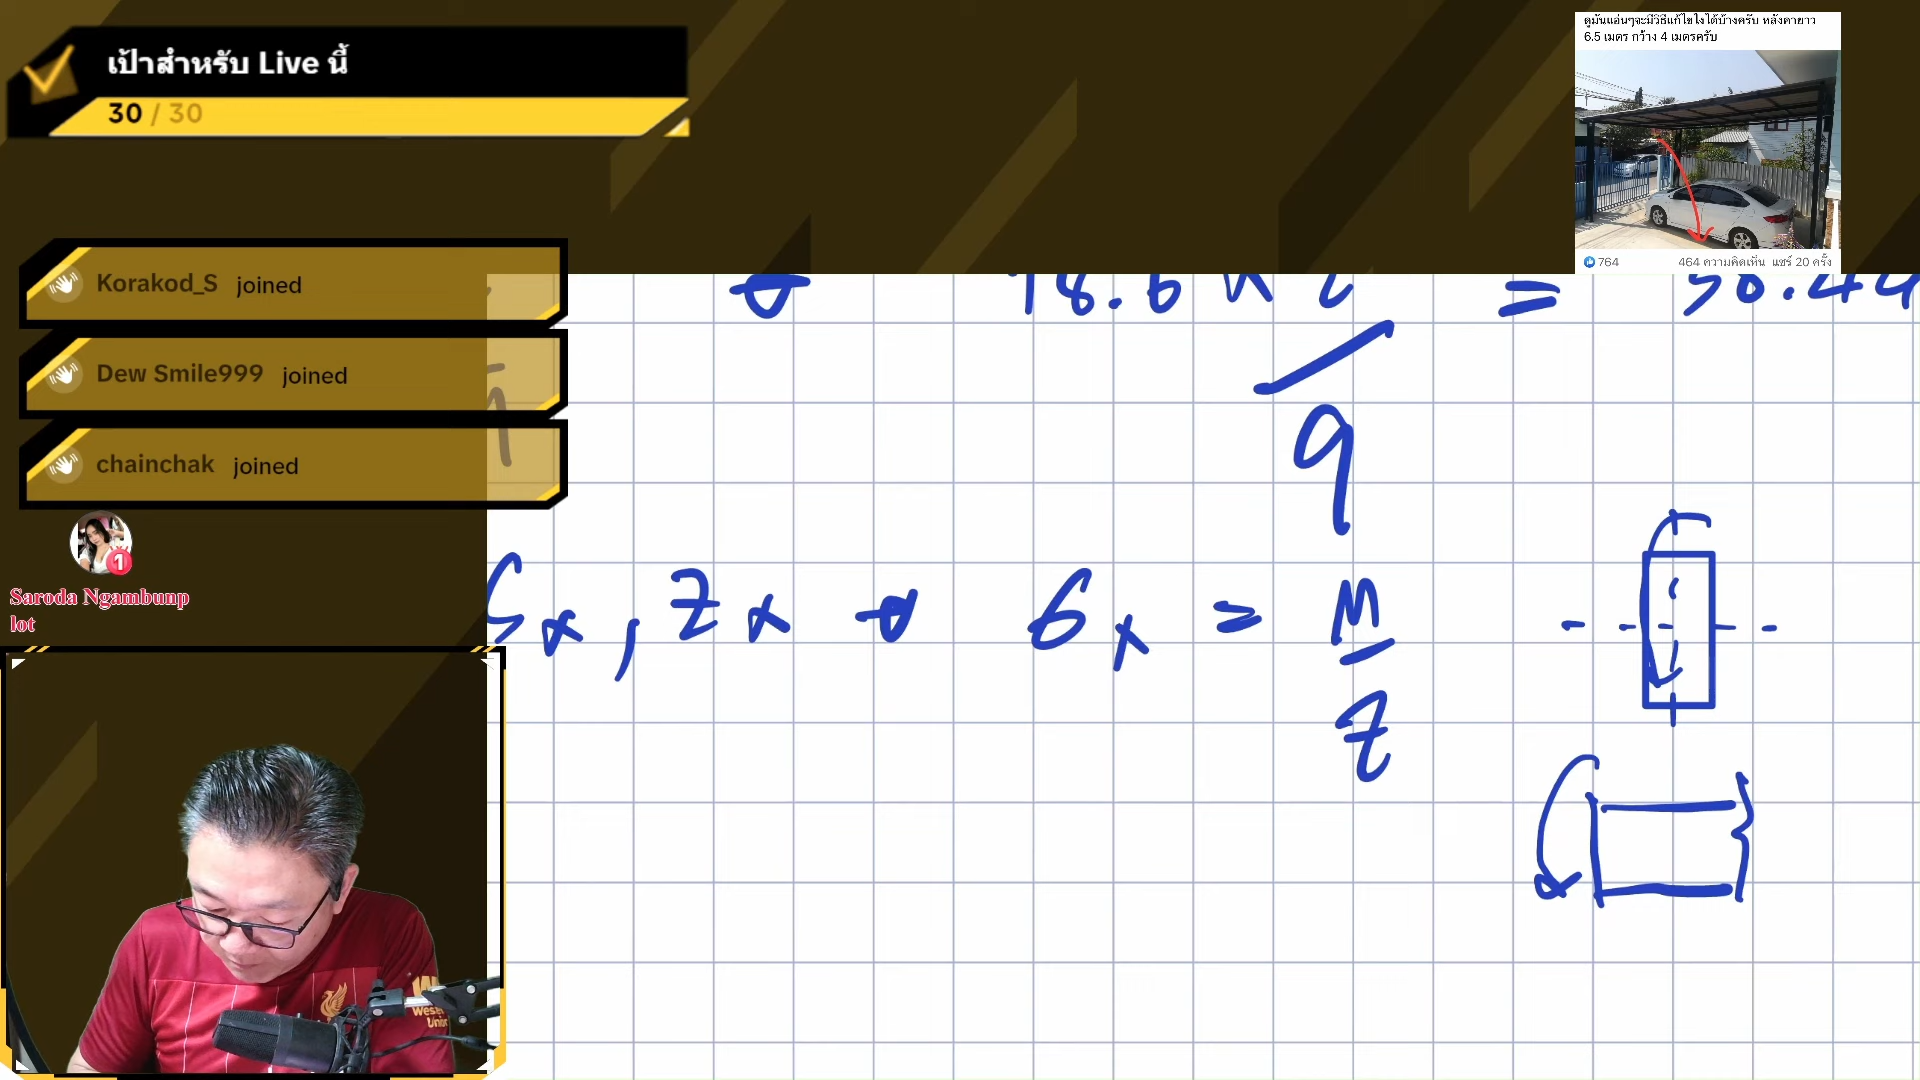 เป้าสำหรับ Live นี้
30 / 30
ดูมันแอ่นๆจะมีวิธีแก้ไขไงได้บ้างครับ หลังคายาว
6.5 เมตร กว้าง 4 เมตรครับ
764
464 ความคิดเห็น แชร์ 20 ครั้ง
Korakod_S joined
Dew Smile999 joined
chainchak joined
1
Saroda Ngambunp
lot
=
9
Sx, Zx → 6x = M
Z